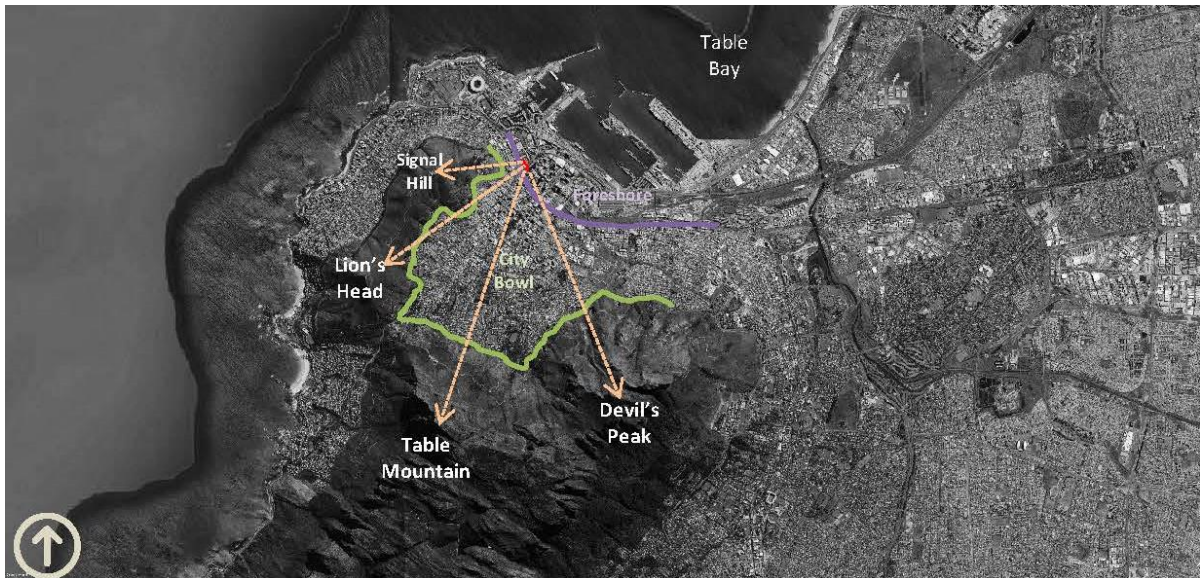 Table
Bay
Signal
Hill
Foreshore
City
Bowl
Lion's
Head
Devil's
Peak
Table
Mountain